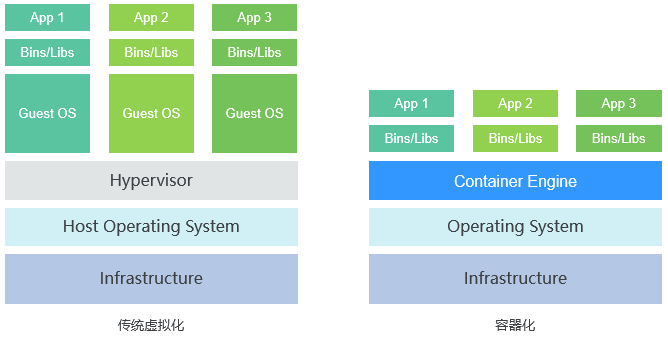 App 1
App 2
App 3
Bins/Libs
Bins/Libs
Bins/Libs
Guest OS
Guest OS
Guest OS
Hypervisor
Host Operating System
Infrastructure
传统虚拟化
App 1
App 2
App 3
Bins/Libs
Bins/Libs
Bins/Libs
Container Engine
Operating System
Infrastructure
容器化